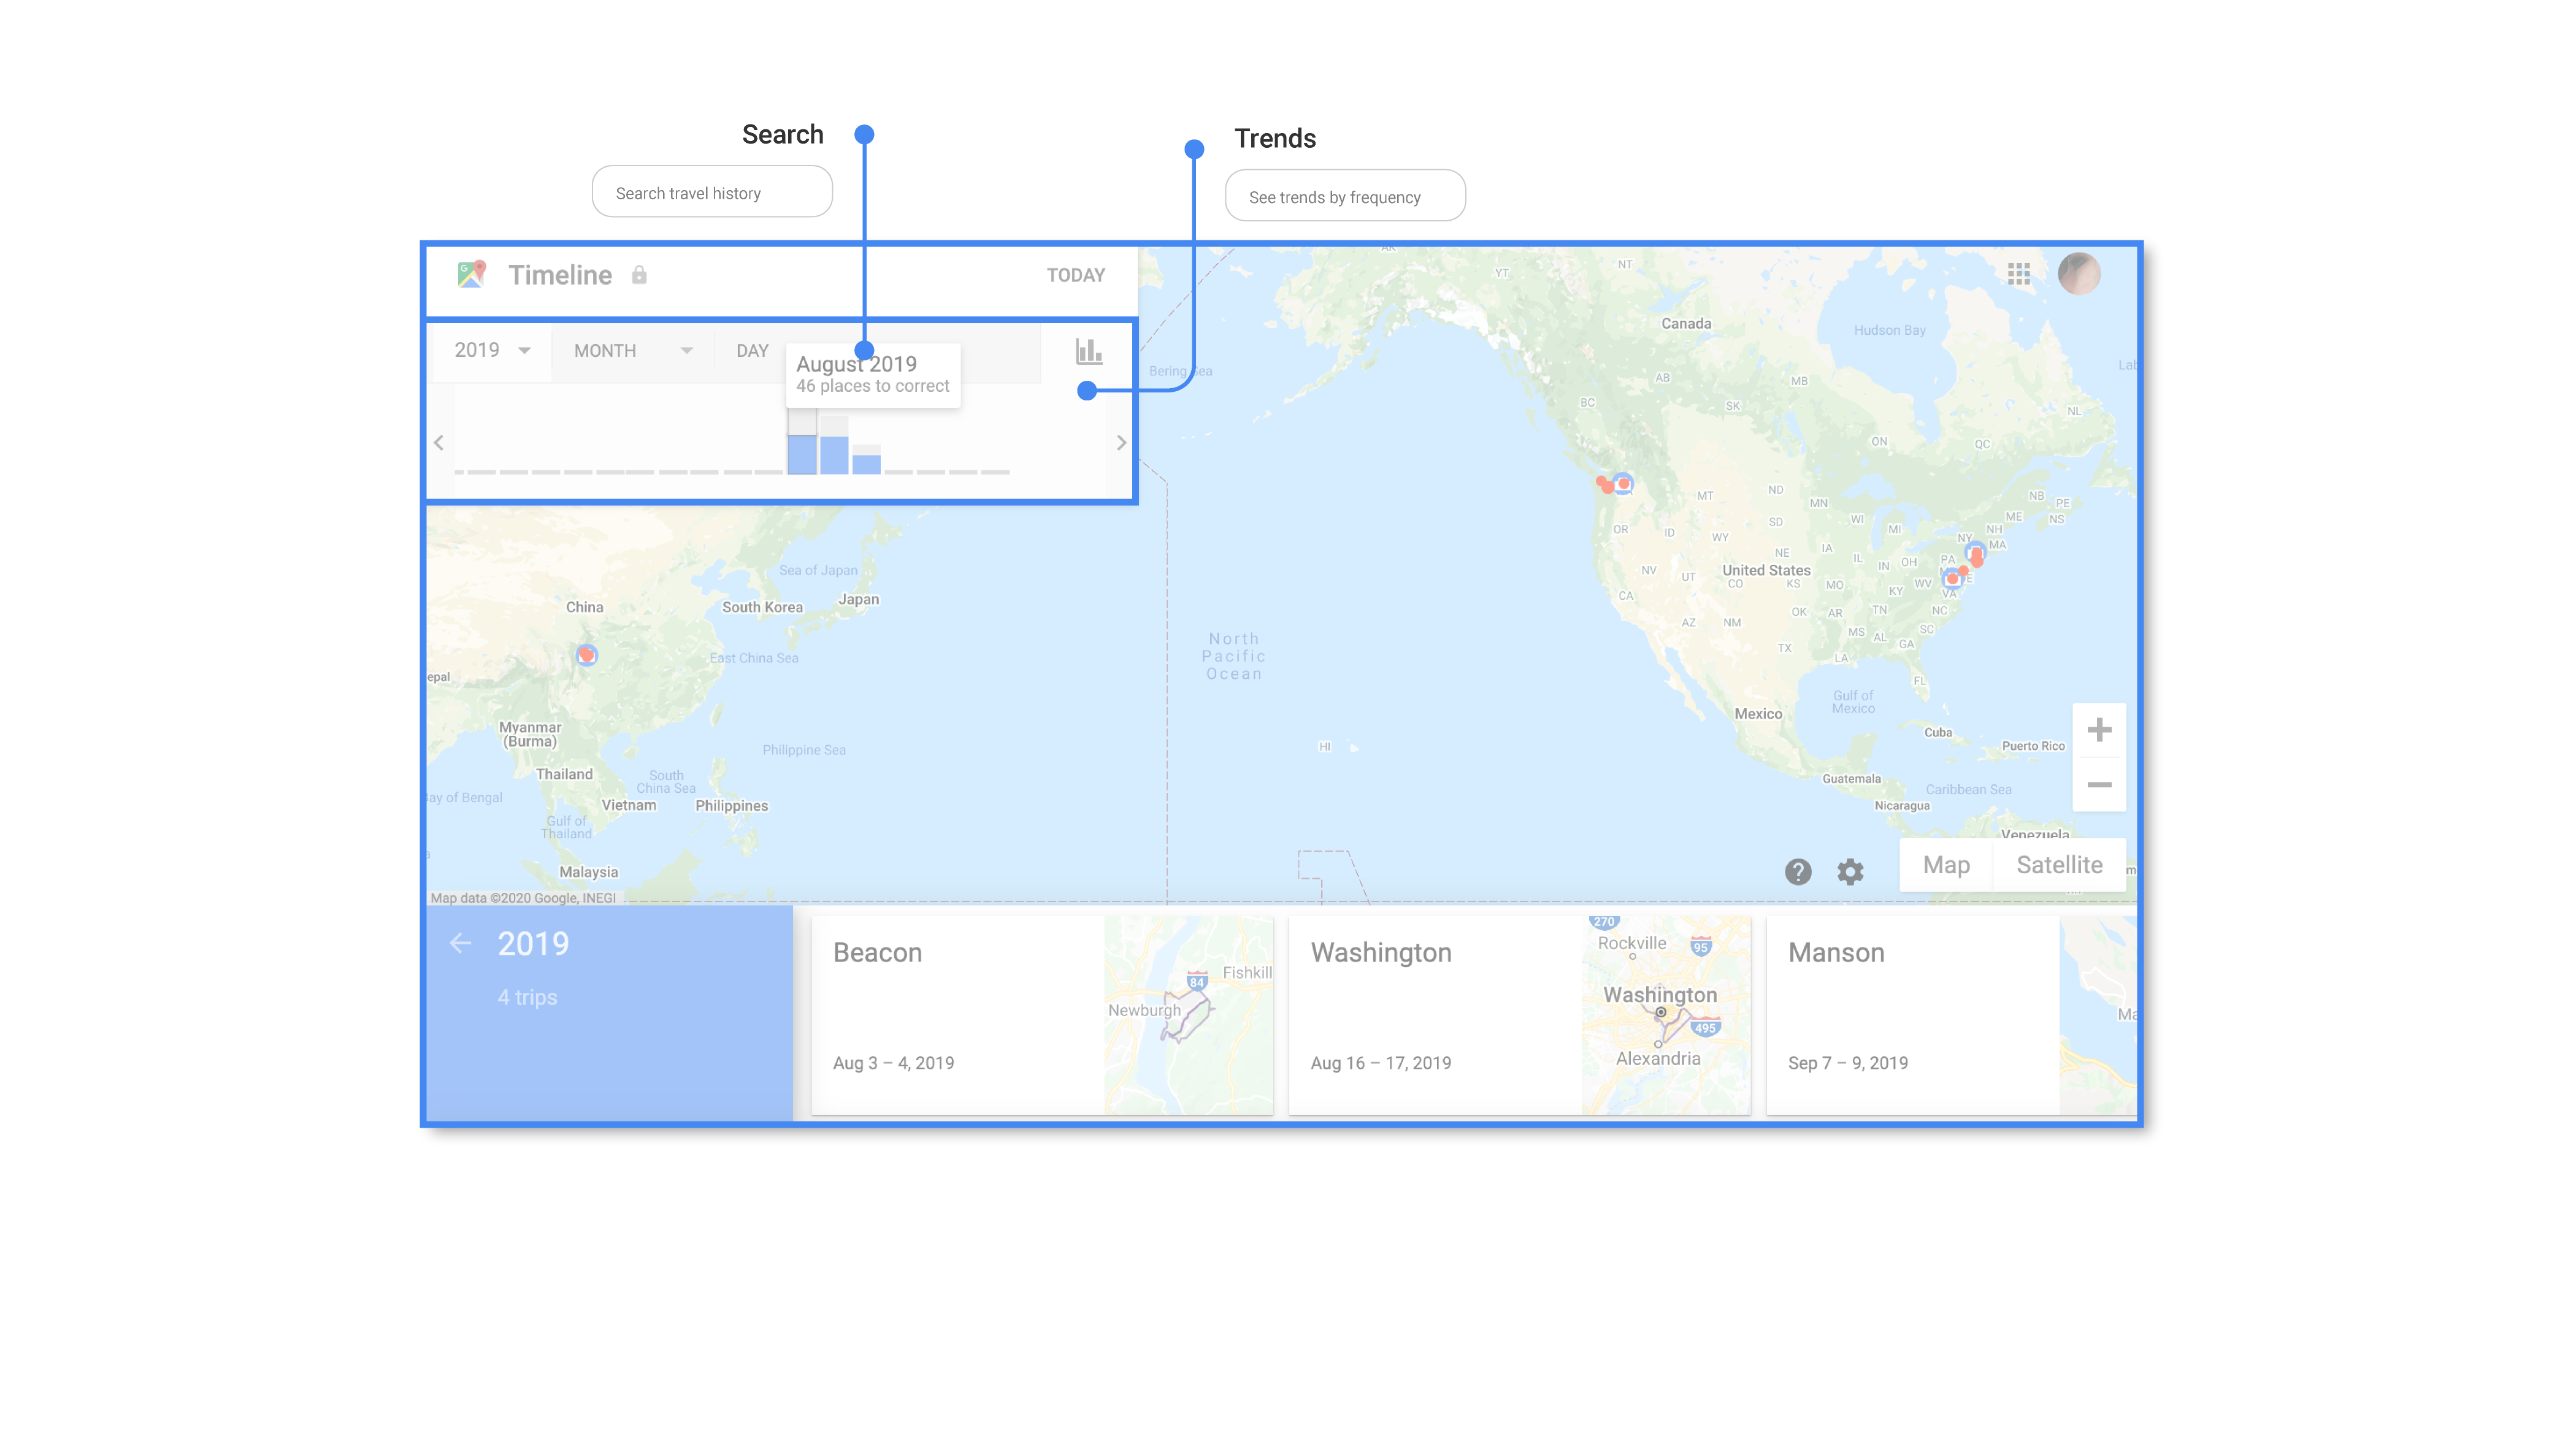 Search
Search travel history
Trends
See trends by frequency
Timeline
TODAY
2019
MONTH
DAY
August 2019
46 places to correct
AK
YT
NT
Canada
Hudson Bay
Lab
Bering Sea
AB
MB
BC
SK
NL
ON
QC
MT
ND
MN
NB
PE
ME
NS
OR
ID
SD
WI
MI
NH
NY
MA
WY
NE
IA
IL
IN
OH
PA
NV
UT
United States
CO
KS
MO
WV
VA
KY
CA
OK
AR
TN
NC
AZ
NM
MS
AL
SC
GA
TX
LA
FL
Sea of Japan
China
South Korea
Japan
East China Sea
epal
North
Pacific
Ocean
Gulf of
Mexico
Mexico
Myanmar
(Burma)
Philippine Sea
HI
Cuba
Puerto Rico
Thailand
South
China Sea
Guatemala
Caribbean Sea
ay of Bengal
Vietnam
Philippines
Nicaragua
Gulf of
Thailand
Venezuela
Malaysia
Map
Satellite
Map data ©2020 Google, INEGI
2019
4 trips
Beacon
Aug 3 – 4, 2019
Fishkill
84
Newburgh
Washington
Aug 16 – 17, 2019
270
Rockville
95
Washington
495
Alexandria
Manson
Sep 7 – 9, 2019
Ma